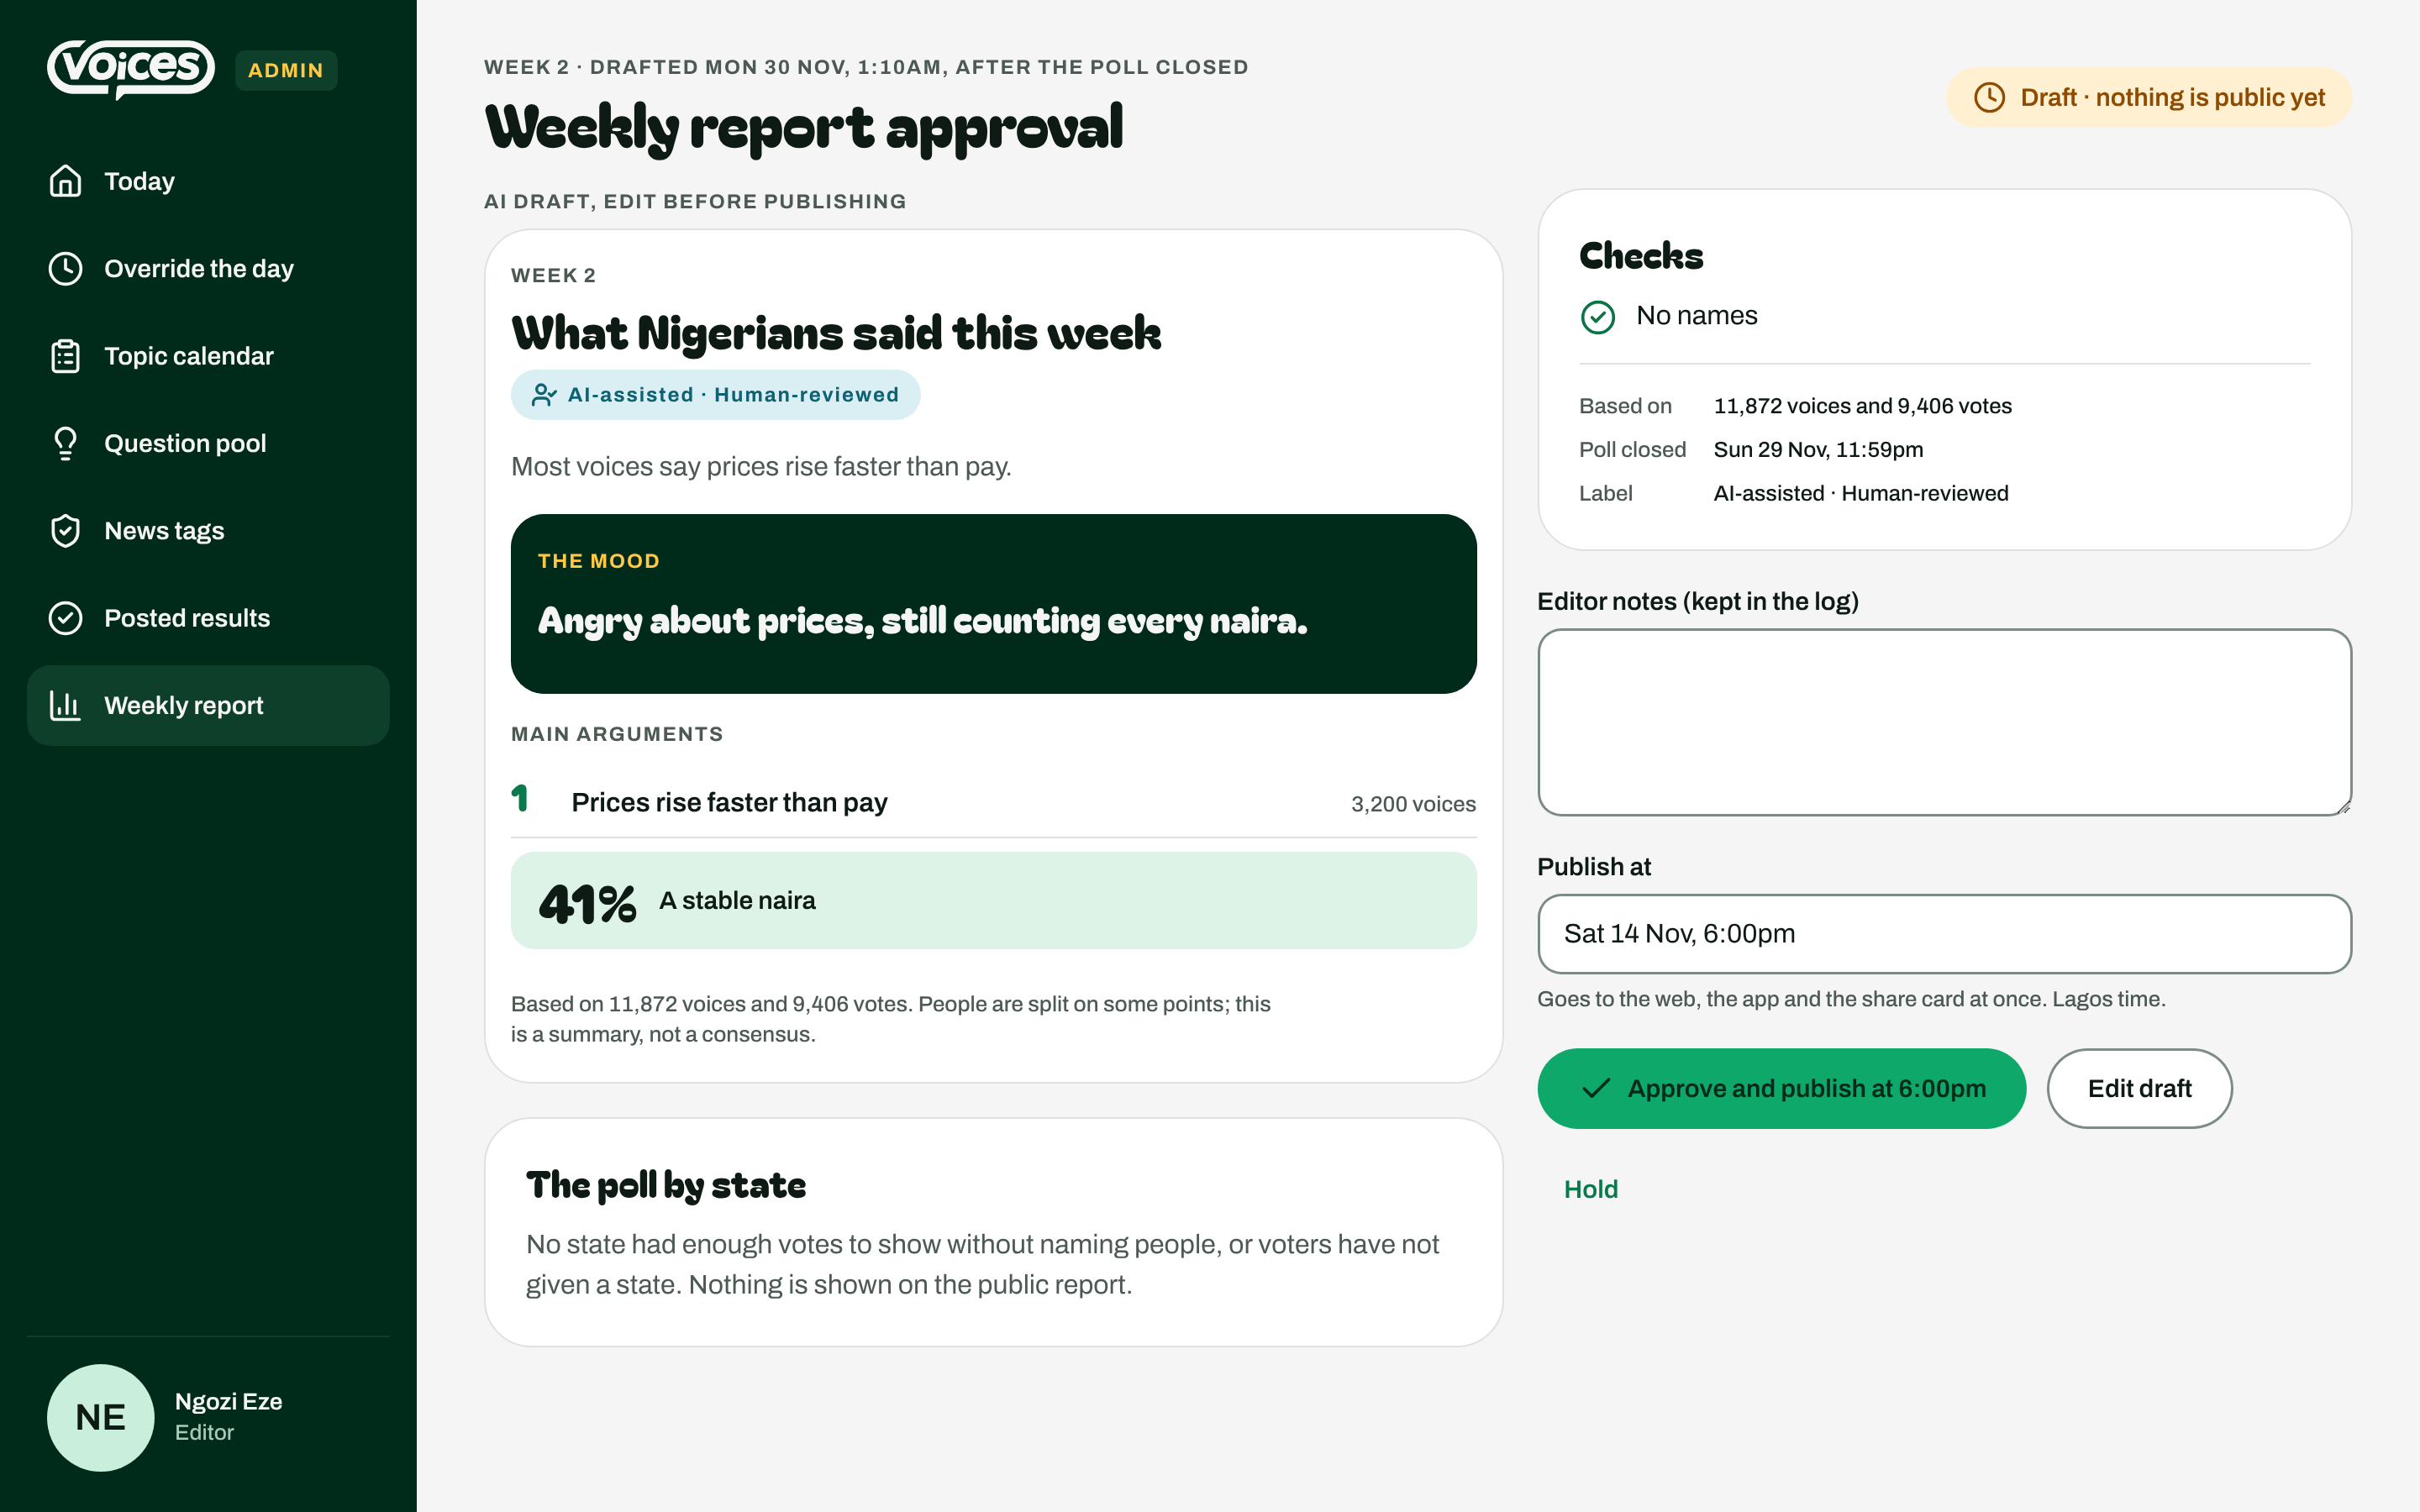 Voices
ADMIN
Today
Override the day
Topic calendar
Question pool
News tags
Posted results
Weekly report
NE
Ngozi Eze
Editor
WEEK 2 · DRAFTED MON 30 NOV, 1:10AM, AFTER THE POLL CLOSED
Weekly report approval
Draft · nothing is public yet
AI DRAFT, EDIT BEFORE PUBLISHING
WEEK 2
What Nigerians said this week
AI-assisted · Human-reviewed
Most voices say prices rise faster than pay.
THE MOOD
Angry about prices, still counting every naira.
MAIN ARGUMENTS
1 Prices rise faster than pay 3,200 voices
41% A stable naira
Based on 11,872 voices and 9,406 votes. People are split on some points; this
is a summary, not a consensus.
The poll by state
No state had enough votes to show without naming people, or voters have not
given a state. Nothing is shown on the public report.
Checks
No names
Based on 11,872 voices and 9,406 votes
Poll closed Sun 29 Nov, 11:59pm
Label AI-assisted · Human-reviewed
Editor notes (kept in the log)
Publish at
Sat 14 Nov, 6:00pm
Goes to the web, the app and the share card at once. Lagos time.
Approve and publish at 6:00pm
Edit draft
Hold